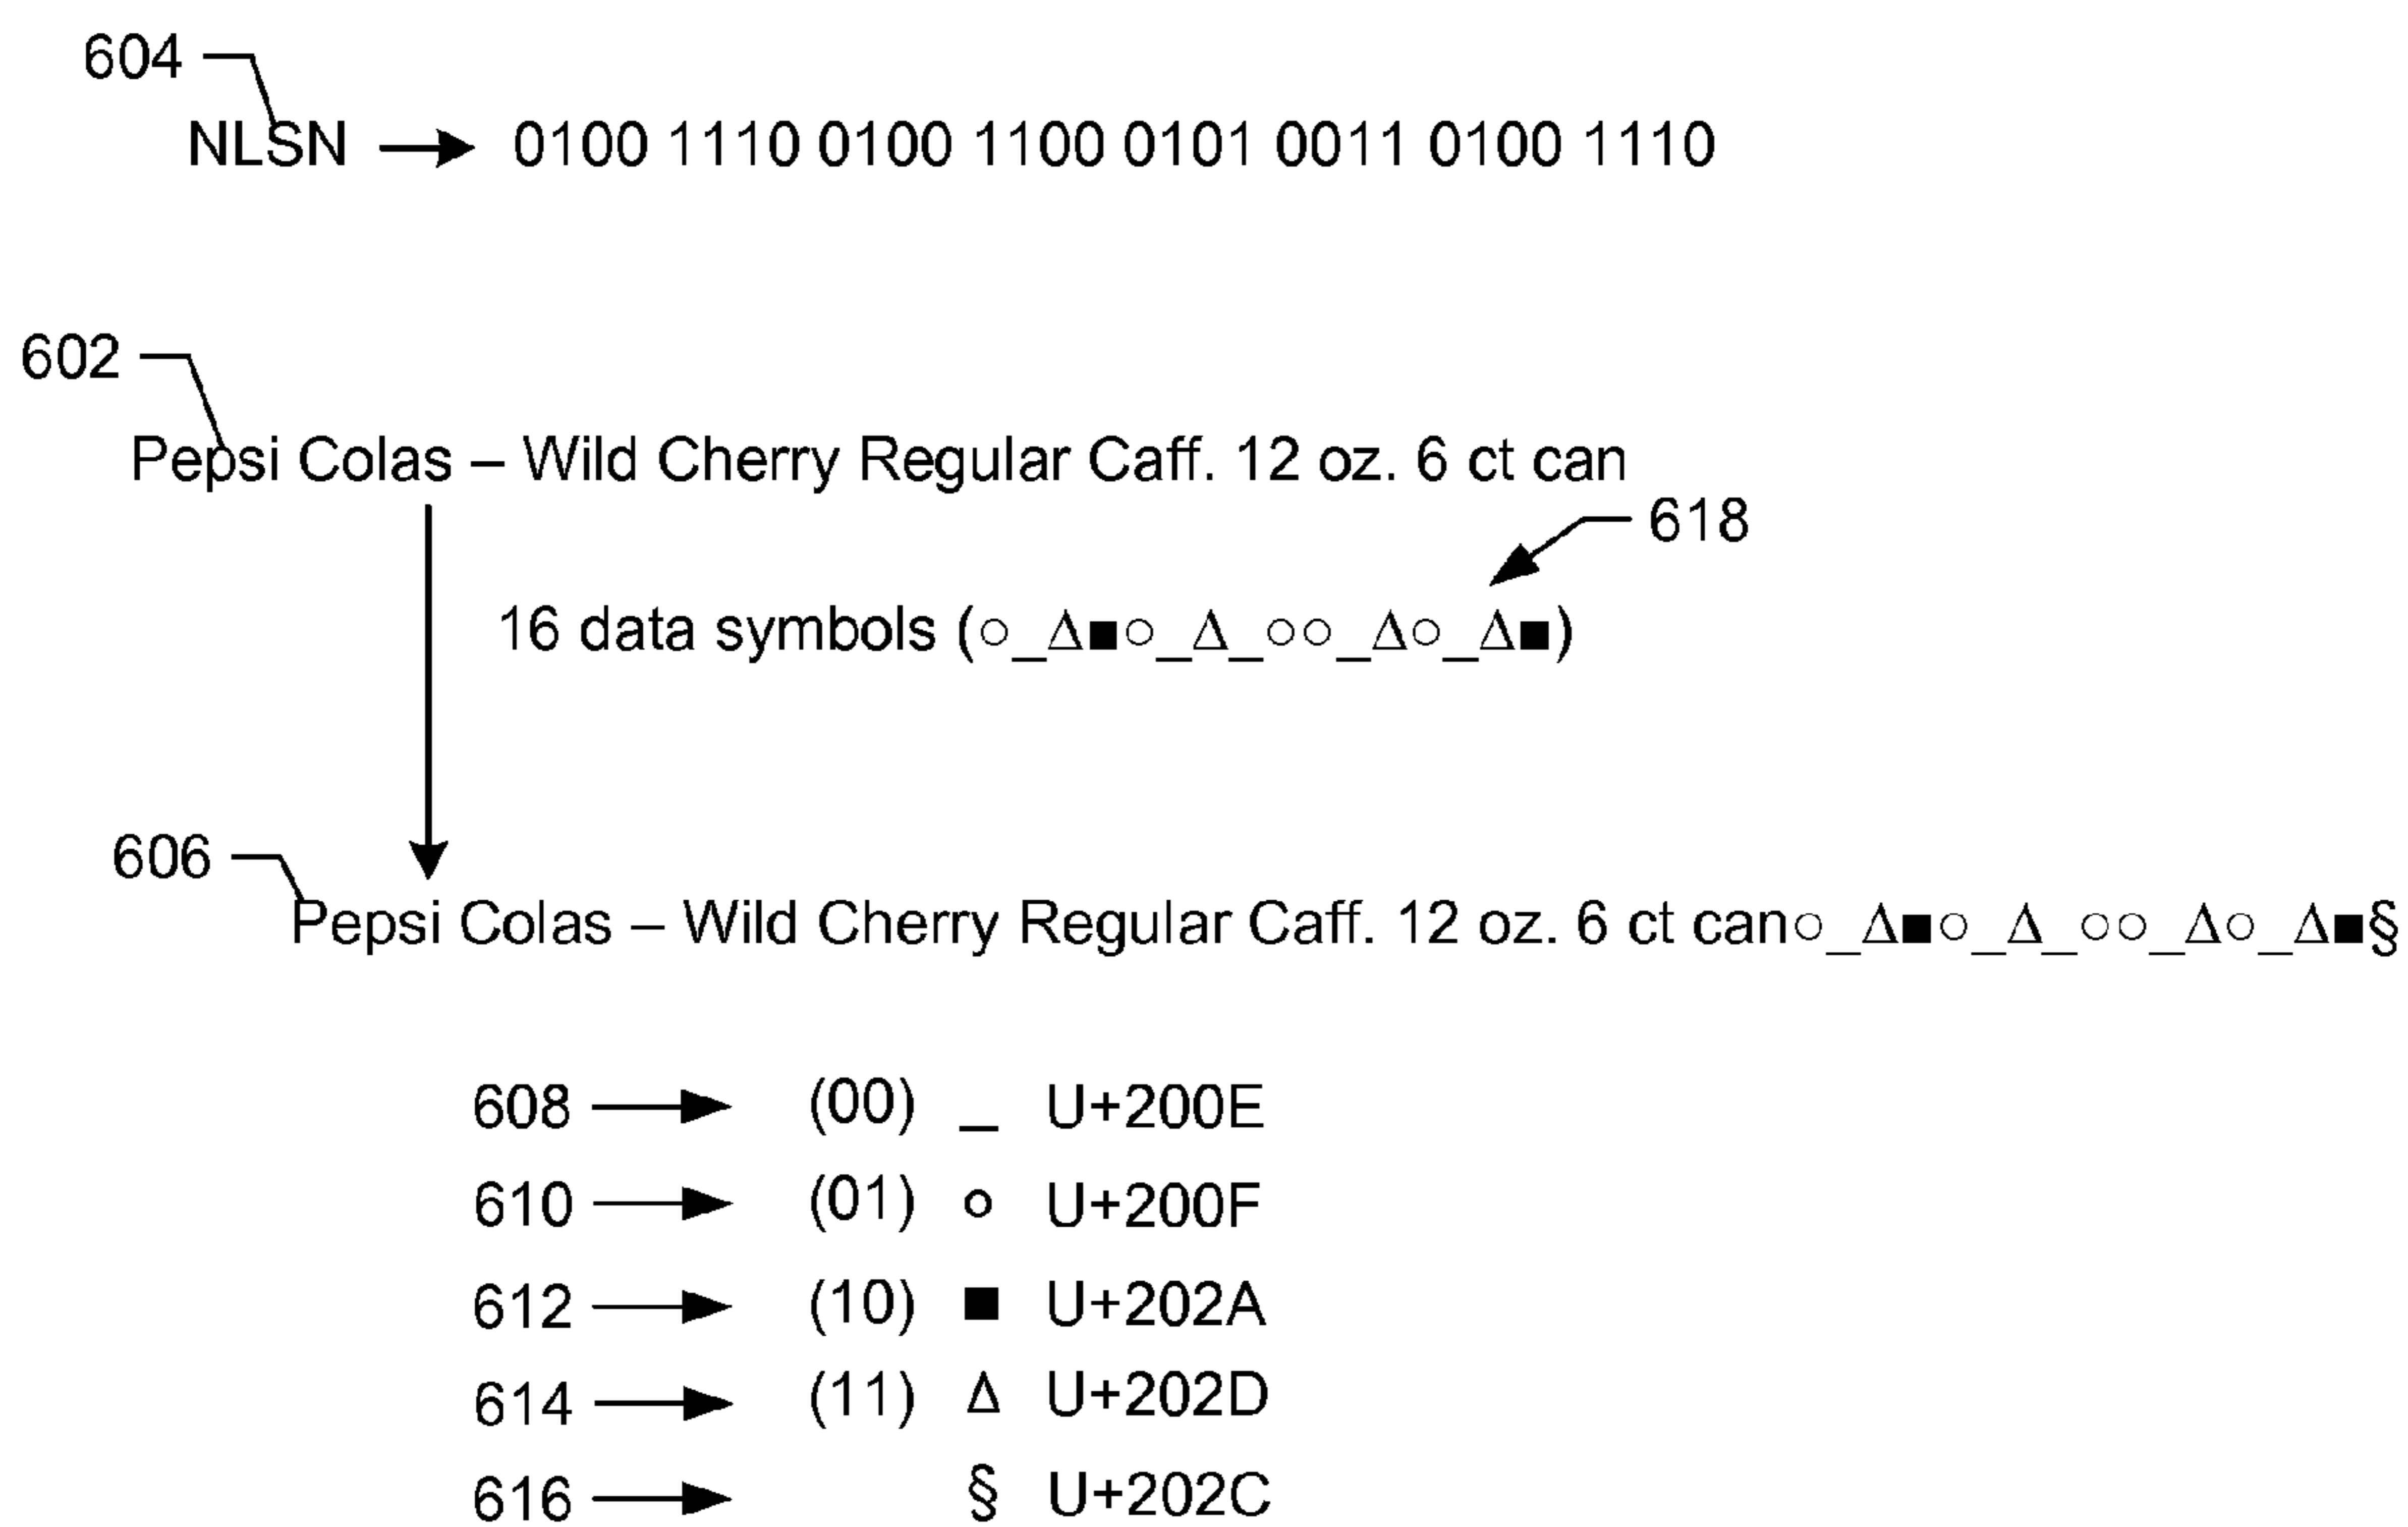 604
NLSN → 0100 1110 0100 1100 0101 0011 0100 1110
602
Pepsi Colas – Wild Cherry Regular Caff. 12 oz. 6 ct can
618
16 data symbols (○_Δ■○_Δ_○○_Δ○_Δ■)
606
Pepsi Colas – Wild Cherry Regular Caff. 12 oz. 6 ct can○_Δ■○_Δ_○○_Δ○_Δ■§
608 → (00) _ U+200E
610 → (01) ○ U+200F
612 → (10) ■ U+202A
614 → (11) Δ U+202D
616 → § U+202C